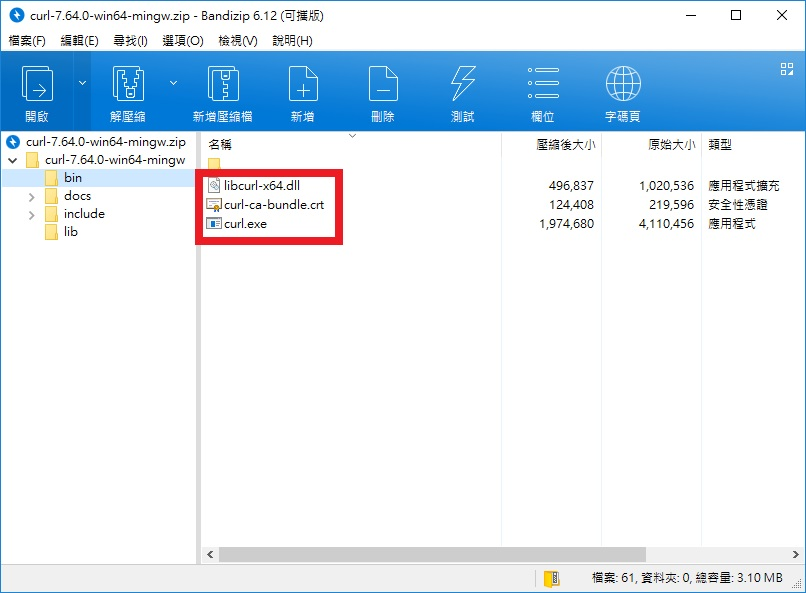 curl-7.64.0-win64-mingw.zip - Bandizip 6.12 (可攜版)
檔案(F) 編輯(E) 尋找(I) 選項(O) 檢視(V) 說明(H)
開啟 解壓縮 新增壓縮檔 新增 刪除 測試 欄位 字碼頁
curl-7.64.0-win64-mingw.zip
curl-7.64.0-win64-mingw
bin
docs
include
lib
名稱 壓縮後大小 原始大小 類型
libcurl-x64.dll 496,837 1,020,536 應用程式擴充
curl-ca-bundle.crt 124,408 219,596 安全性憑證
curl.exe 1,974,680 4,110,456 應用程式
檔案: 61, 資料夾: 0, 總容量: 3.10 MB